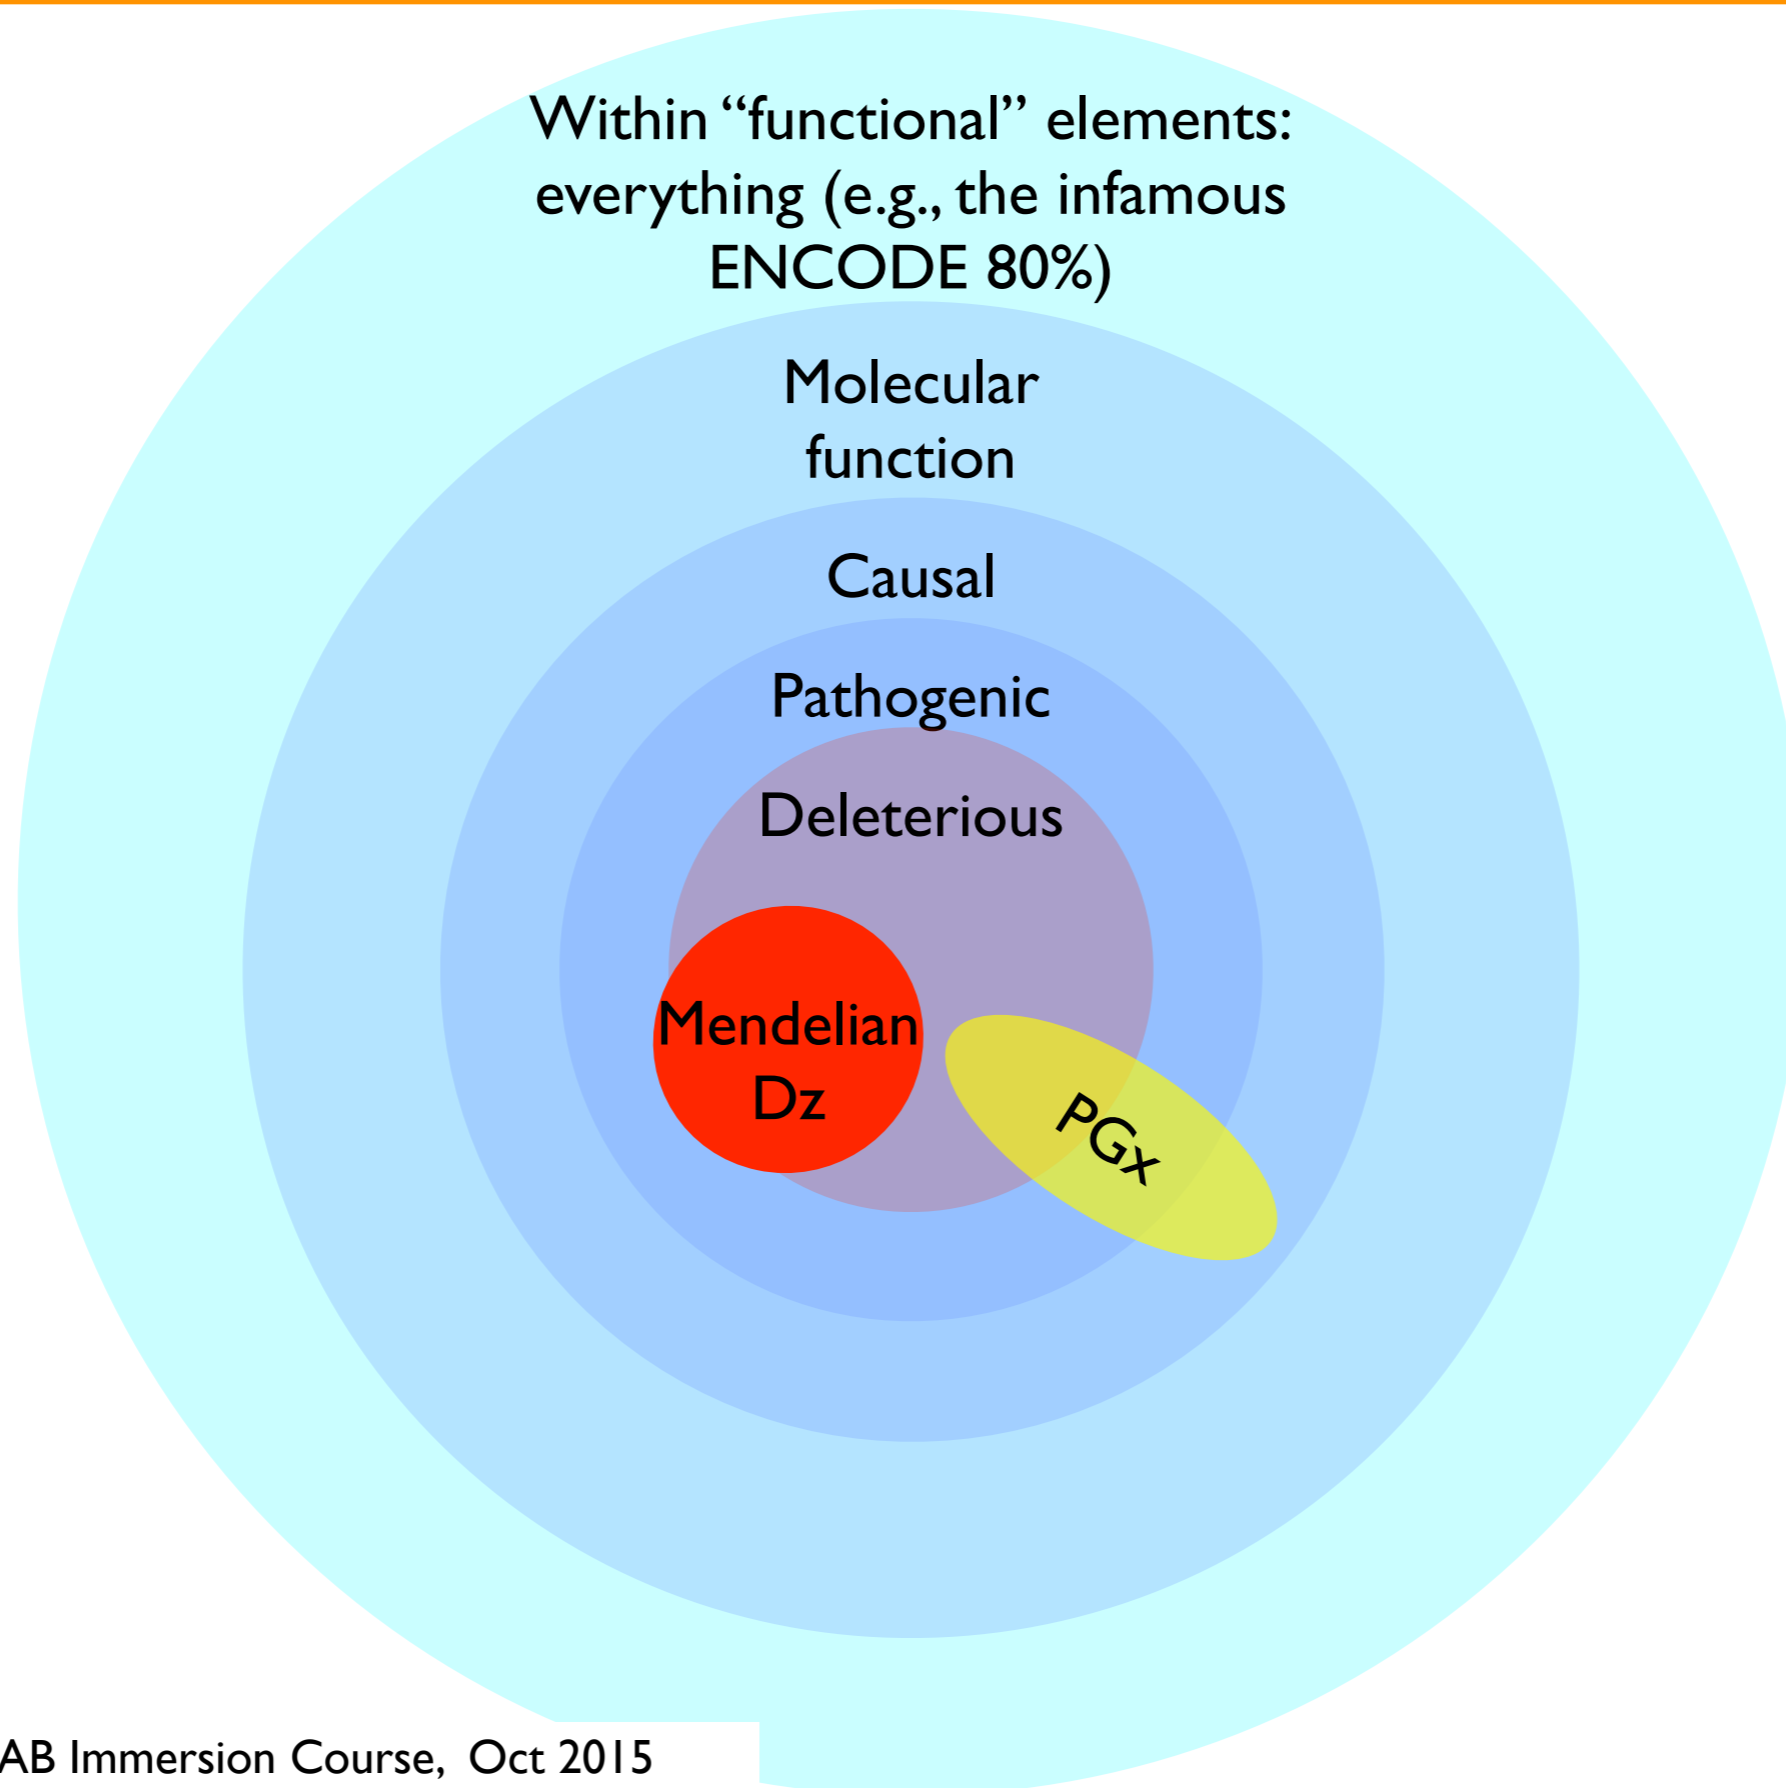 Within “functional” elements:
everything (e.g., the infamous
ENCODE 80%)
Molecular
function
Causal
Pathogenic
Deleterious
Mendelian
Dz
PGx
AB Immersion Course, Oct 2015